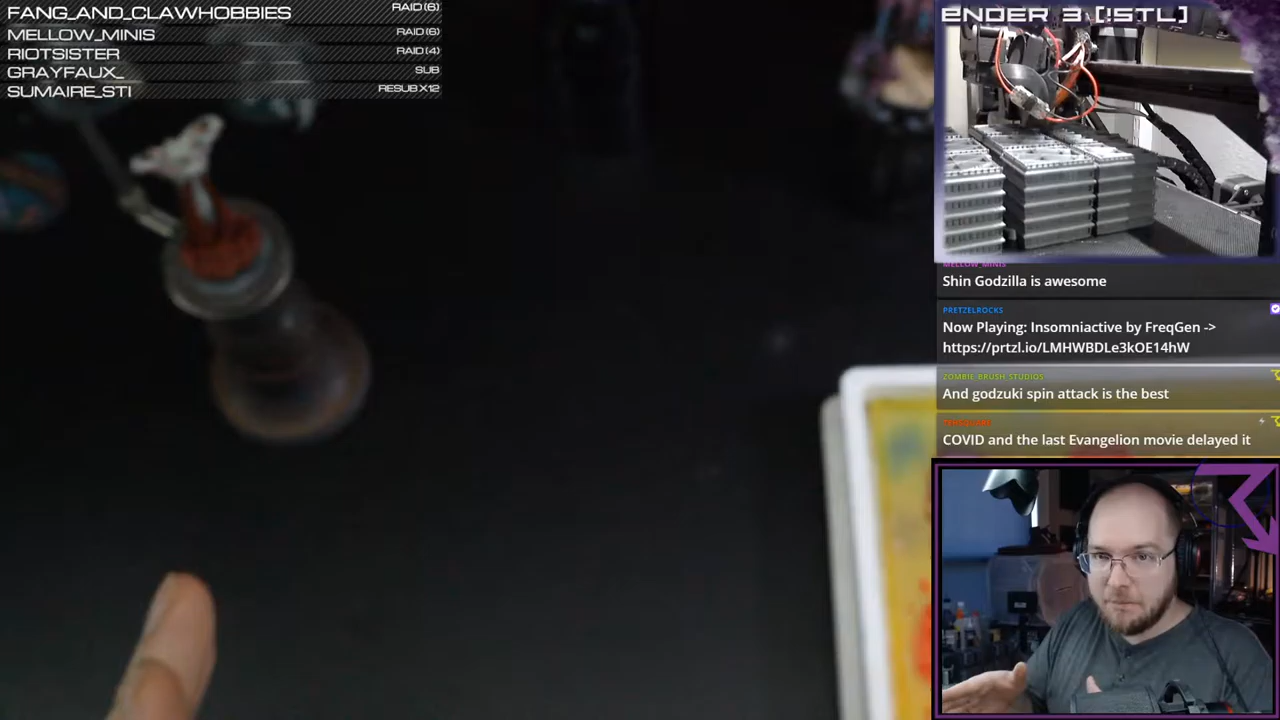 FANG_AND_CLAWHOBBIES RAID (6)
MELLOW_MINIS RAID (6)
RIOTSISTER RAID (4)
GRAYFAUX_ SUB
SUMAIRE_STI RESUB X12
ENDER 3 [!STL]
MELLOW_MINIS
Shin Godzilla is awesome
PRETZELROCKS
Now Playing: Insomniactive by FreqGen ->
https://prtzl.io/LMHWBDLe3kOE14hW
ZOMBIE_BRUSH_STUDIOS
And godzuki spin attack is the best
COVID and the last Evangelion movie delayed it